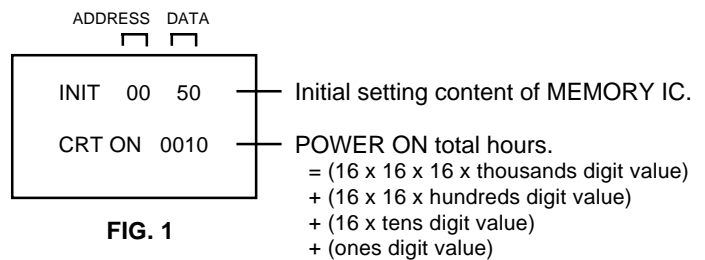 ADDRESS DATA
INIT 00 50 Initial setting content of MEMORY IC.
CRT ON 0010 POWER ON total hours.
= (16 x 16 x 16 x thousands digit value)
+ (16 x 16 x hundreds digit value)
+ (16 x tens digit value)
+ (ones digit value)
FIG. 1